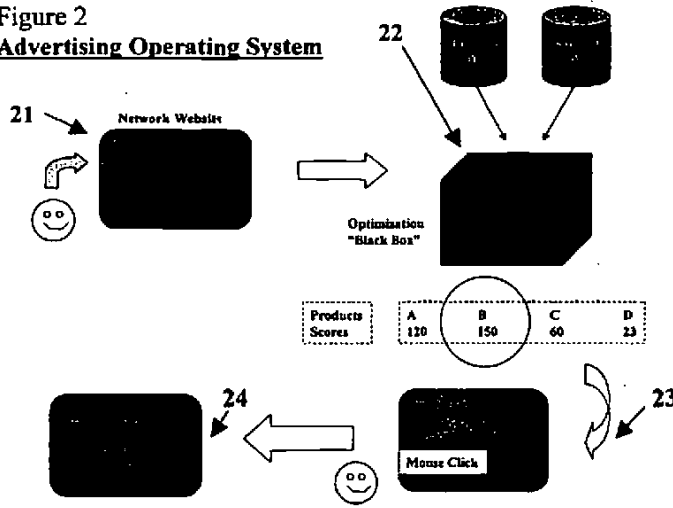 Figure 2
Advertising Operating System
22
21
Network Website
Optimization
"Black Box"
Products A B C D
Scores 120 150 60 23
24
23
Mouse Click